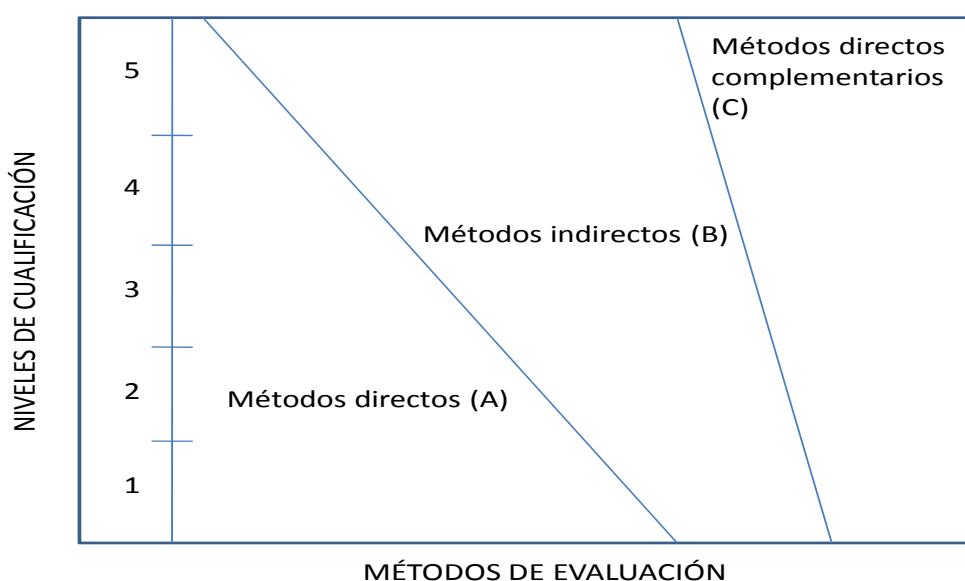 NIVELES DE CUALIFICACIÓN
5
4
3
2
1
Métodos directos
complementarios
(C)
Métodos indirectos (B)
Métodos directos (A)
MÉTODOS DE EVALUACIÓN